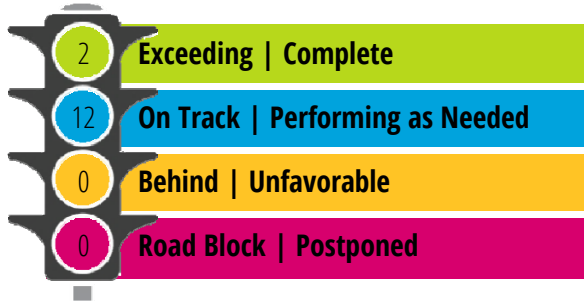 2 Exceeding | Complete
12 On Track | Performing as Needed
0 Behind | Unfavorable
0 Road Block | Postponed